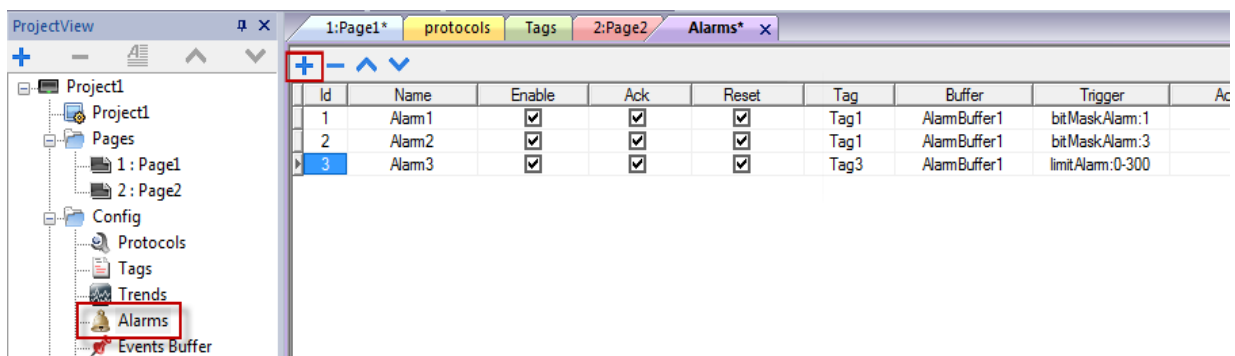 ProjectView
1:Page1* protocols Tags 2:Page2 Alarms*
Project1
Project1
Pages
1 : Page1
2 : Page2
Config
Protocols
Tags
Trends
Alarms
Events Buffer
Id Name Enable Ack Reset Tag Buffer Trigger Ac
1 Alarm1 Tag1 AlarmBuffer1 bitMaskAlarm:1
2 Alarm2 Tag1 AlarmBuffer1 bitMaskAlarm:3
3 Alarm3 Tag3 AlarmBuffer1 limitAlarm:0-300